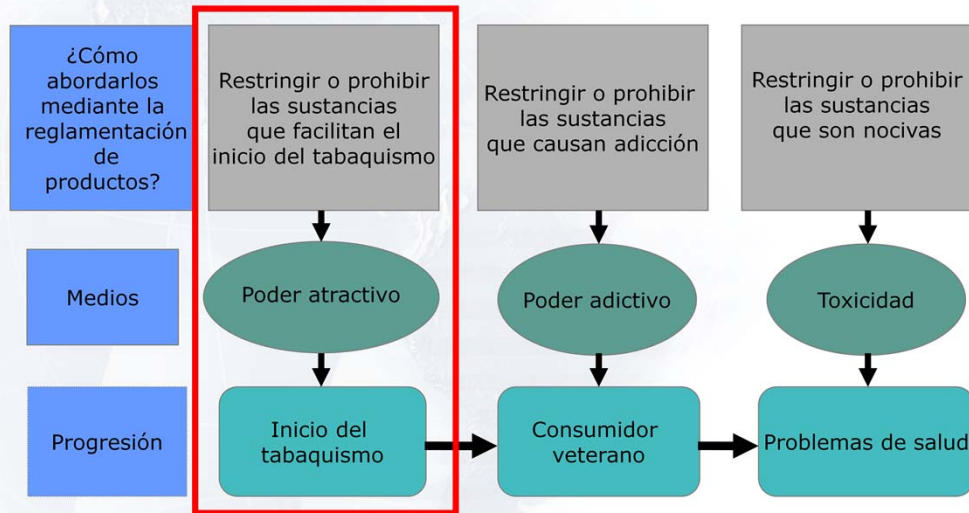 ¿Cómo
abordarlos
mediante la
reglamentación
de
productos?
Restringir o prohibir
las sustancias
que facilitan el
inicio del tabaquismo
Restringir o prohibir
las sustancias
que causan adicción
Restringir o prohibir
las sustancias
que son nocivas
Medios
Poder atractivo
Poder adictivo
Toxicidad
Progresión
Inicio del
tabaquismo
Consumidor
veterano
Problemas de salud